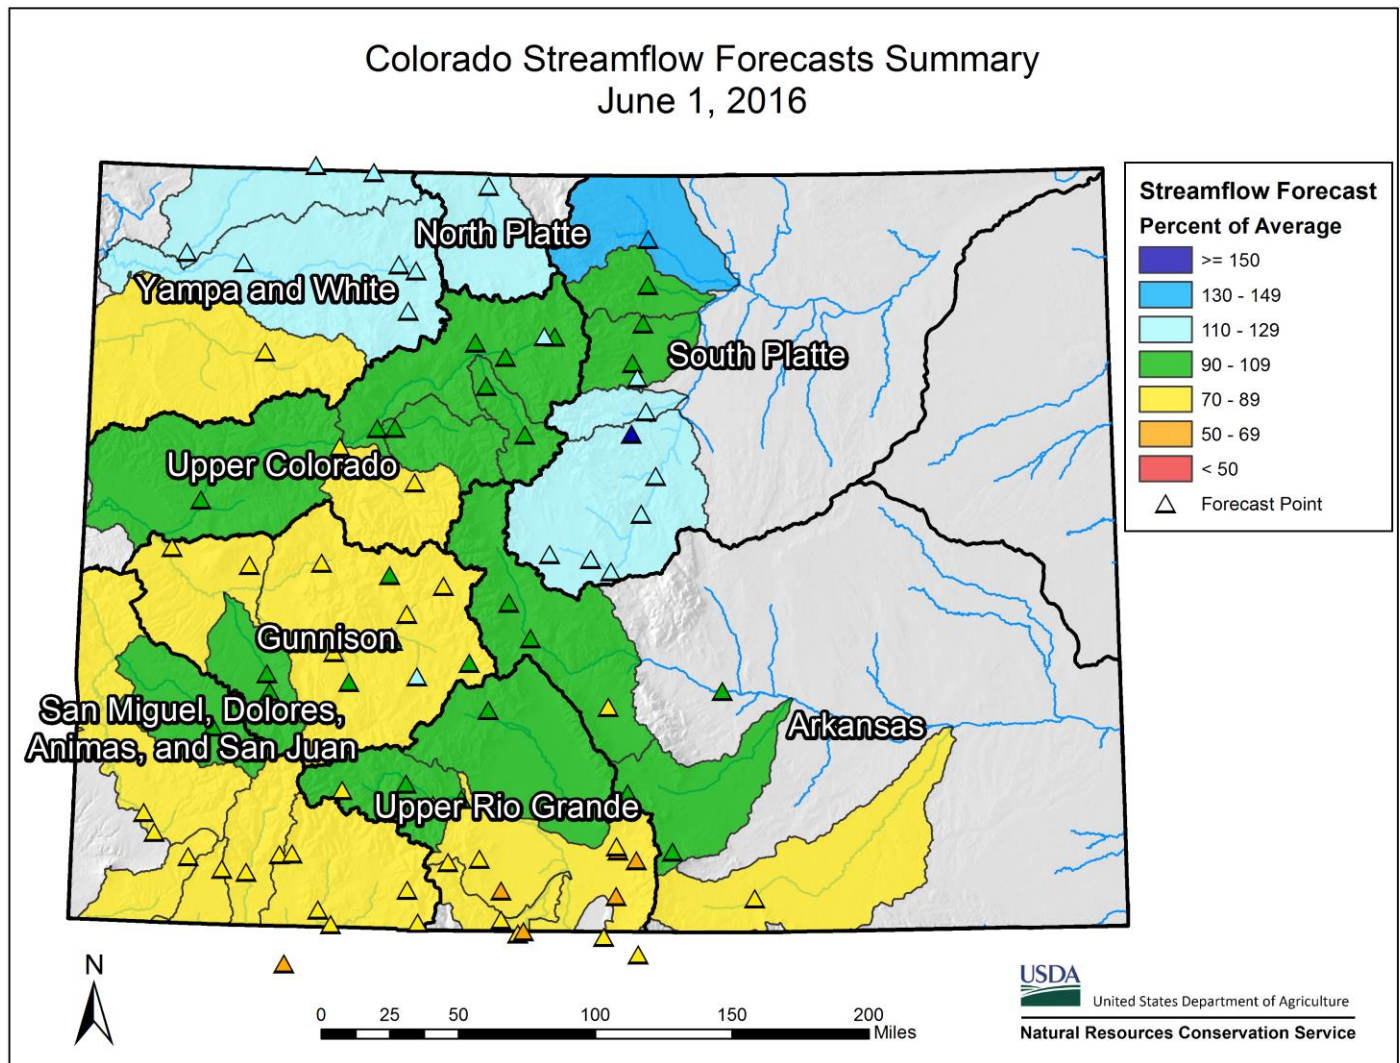 Colorado Streamflow Forecasts Summary
June 1, 2016
North Platte
Yampa and White
South Platte
Upper Colorado
Gunnison
San Miguel, Dolores,
Animas, and San Juan
Arkansas
Upper Rio Grande
Streamflow Forecast
Percent of Average
>= 150
130 - 149
110 - 129
90 - 109
70 - 89
50 - 69
< 50
Forecast Point
N
0 25 50 100 150 200
Miles
USDA
United States Department of Agriculture
Natural Resources Conservation Service